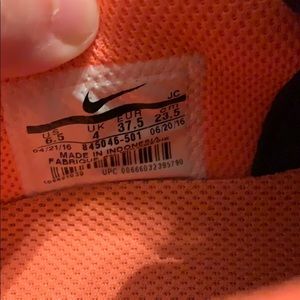 JC
US UK EUR cm
6.5 4 37.5 23.5
04/21/16 845046-501 06/20/16
MADE IN INDONESIA
UPC 00666032395790